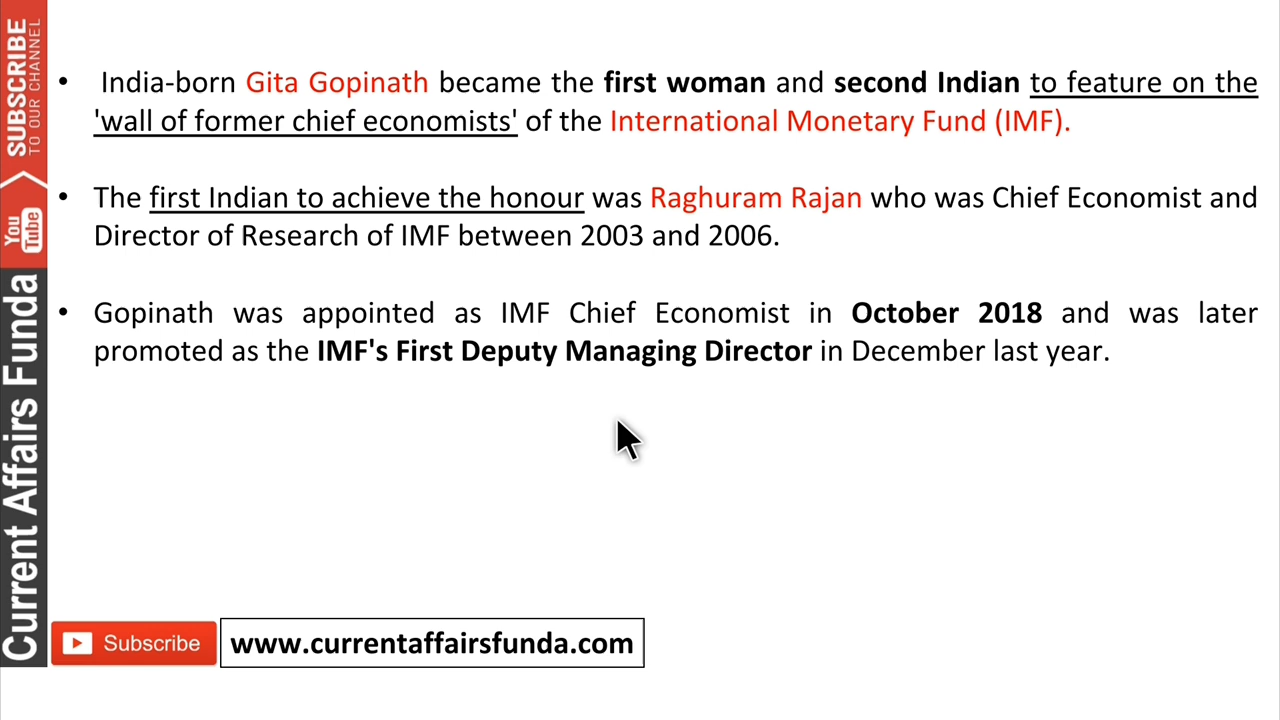 • India-born Gita Gopinath became the first woman and second Indian to feature on the
'wall of former chief economists' of the International Monetary Fund (IMF).
• The first Indian to achieve the honour was Raghuram Rajan who was Chief Economist and
Director of Research of IMF between 2003 and 2006.
• Gopinath was appointed as IMF Chief Economist in October 2018 and was later
promoted as the IMF's First Deputy Managing Director in December last year.
SUBSCRIBE
TO OUR CHANNEL
You
Tube
Current Affairs Funda
Subscribe
www.currentaffairsfunda.com